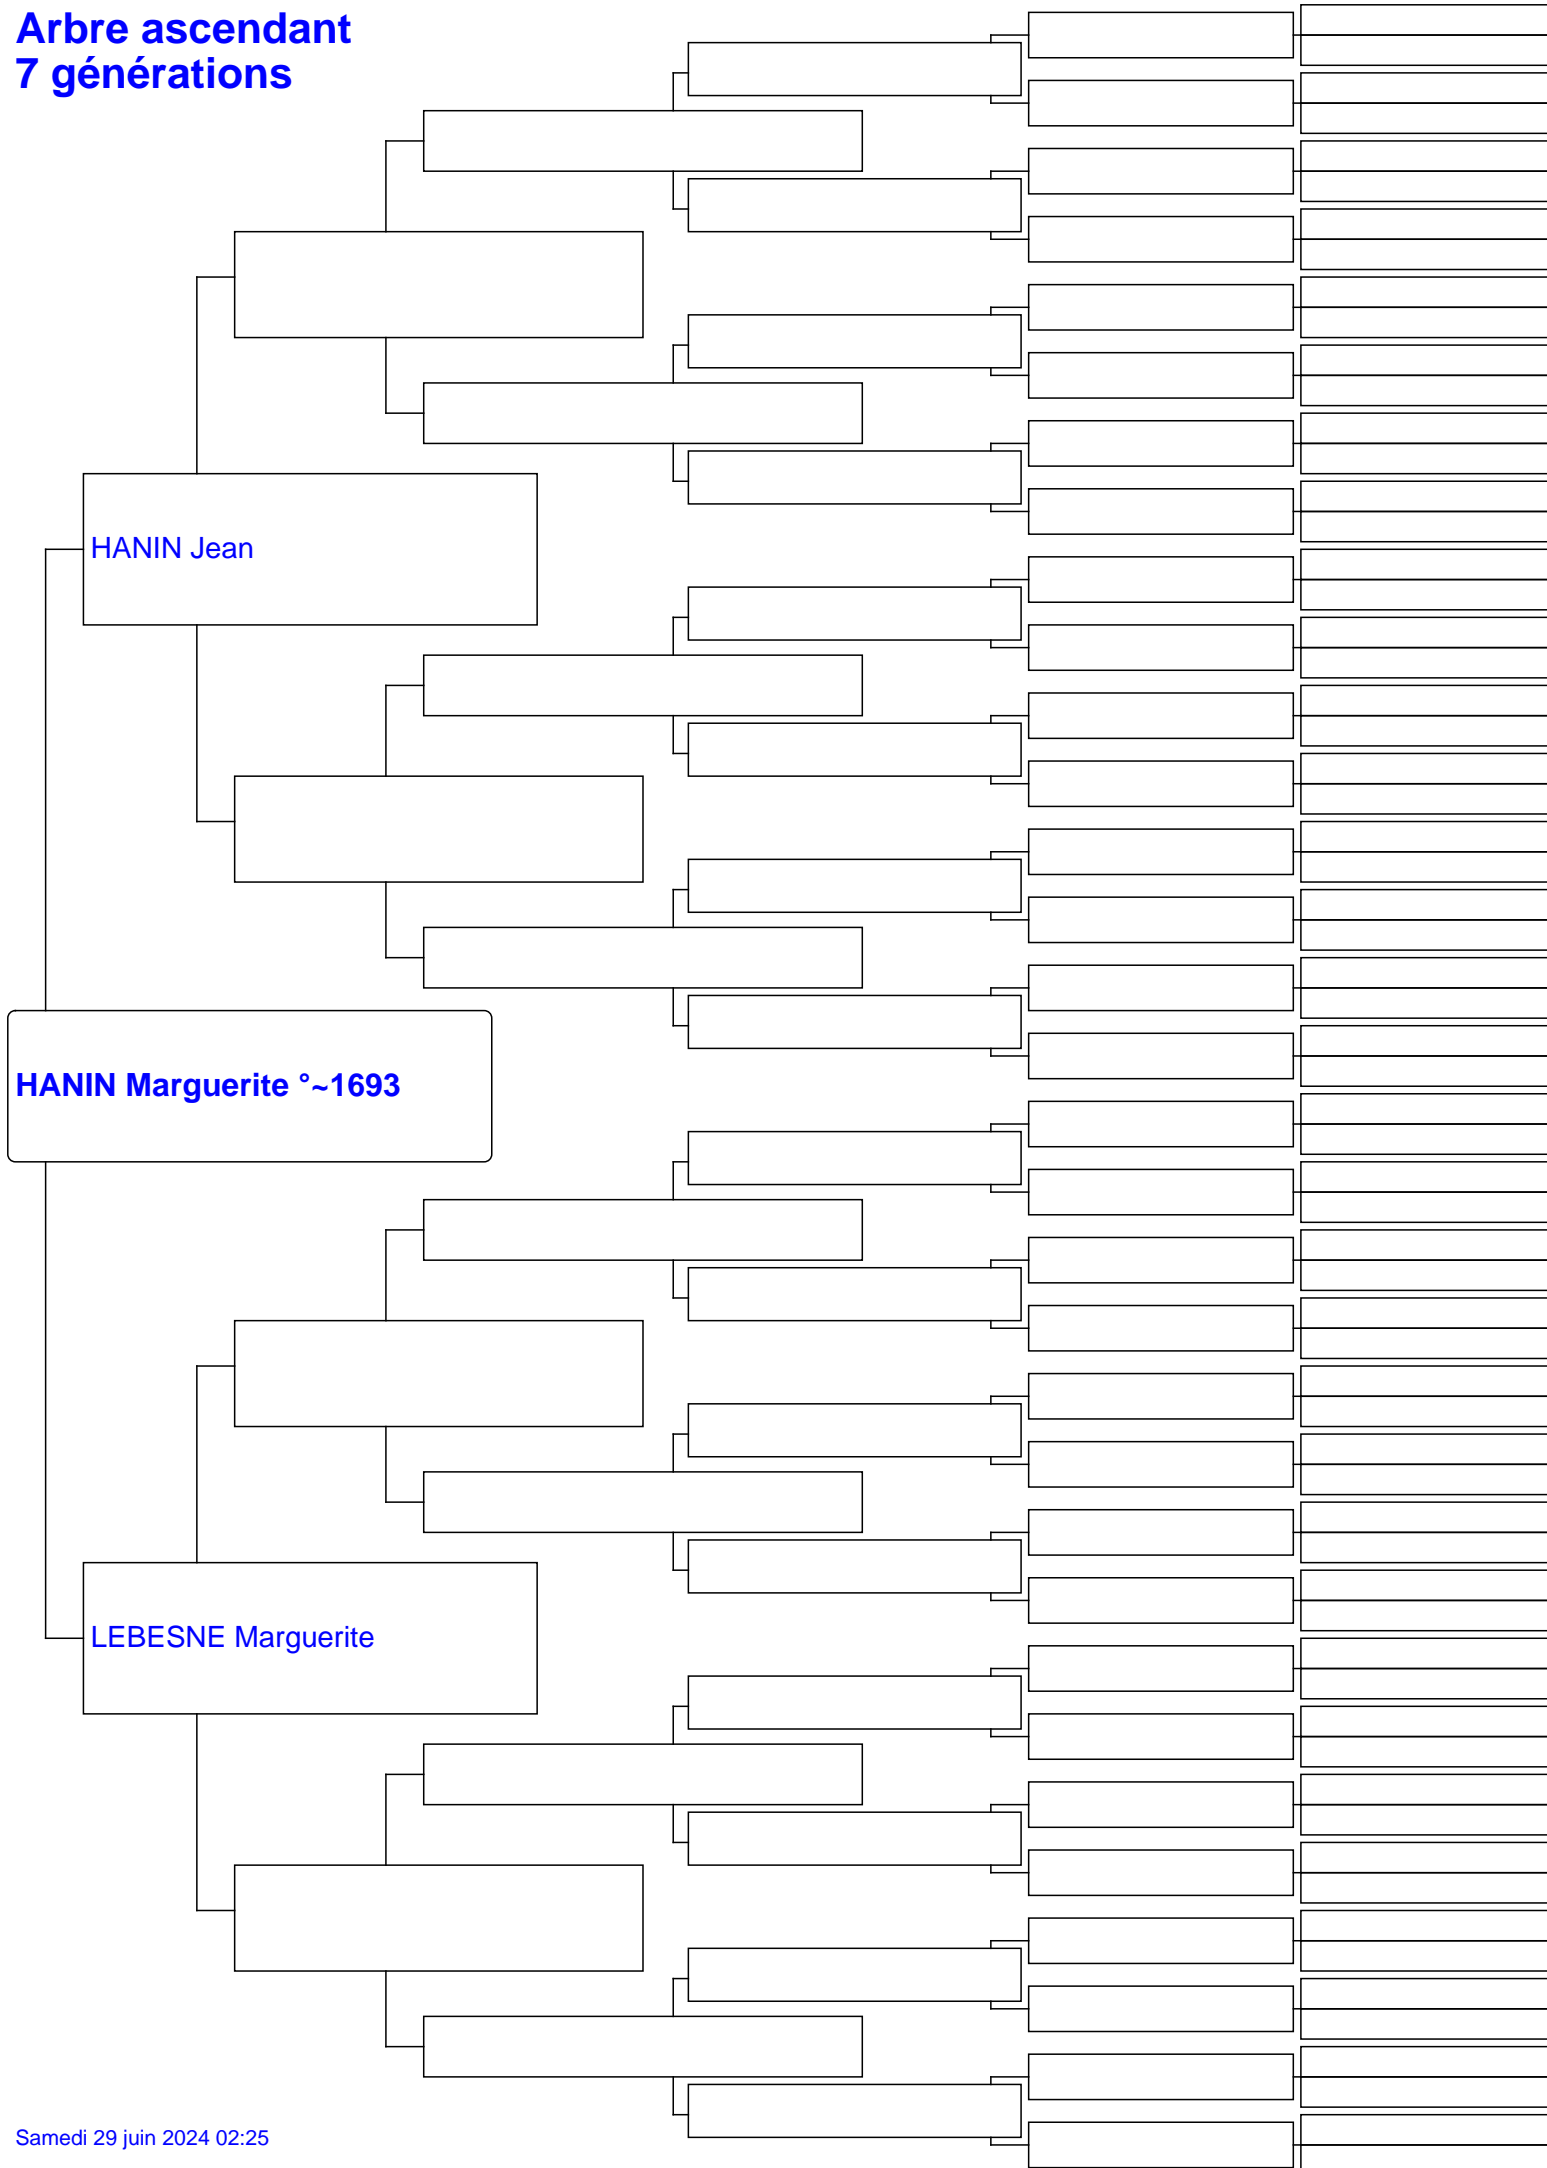 Arbre ascendant
7 générations
HANIN Jean
HANIN Marguerite °~1693
LEBESNE Marguerite
Samedi 29 juin 2024 02:25